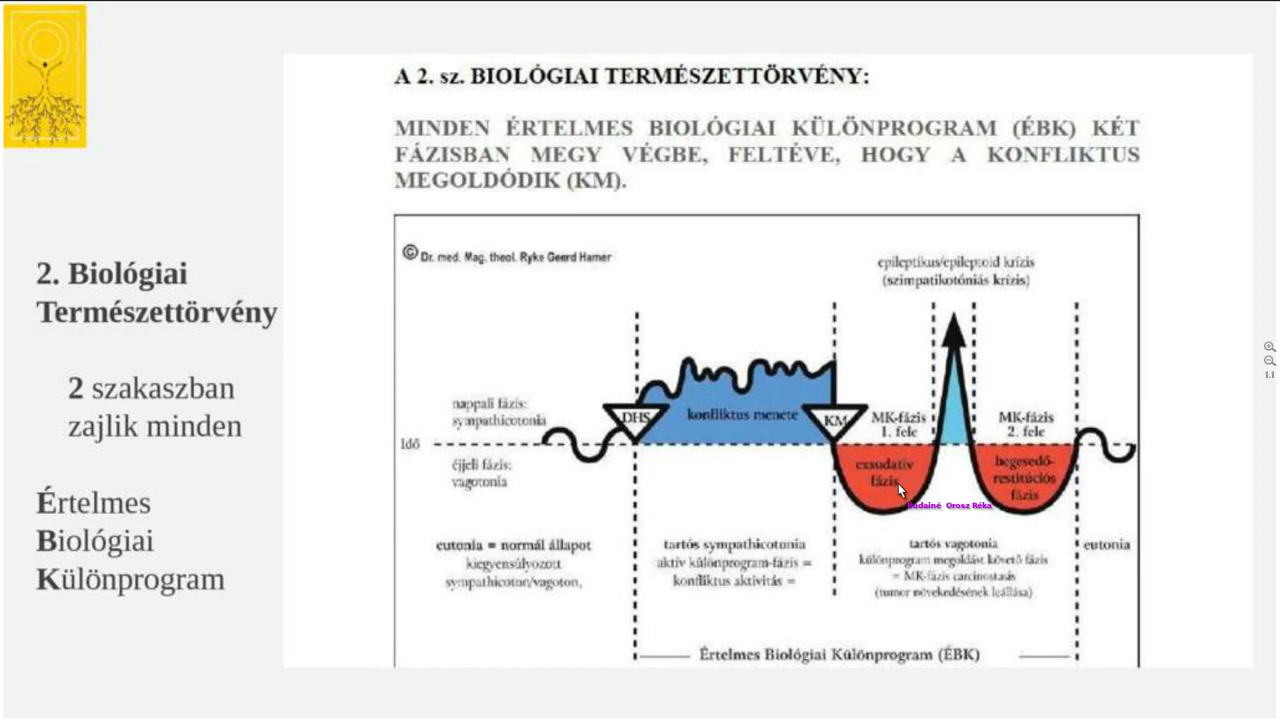 A 2. sz. BIOLÓGIAI TERMÉSZETTÖRVÉNY:
MINDEN ÉRTELMES BIOLÓGIAI KÜLÖNPROGRAM (ÉBK) KÉT
FÁZISBAN MEGY VÉGBE, FELTÉVE, HOGY A KONFLIKTUS
MEGOLDÓDIK (KM).
2. Biológiai
Természettörvény
2 szakaszban
zajlik minden
Értelmes
Biológiai
Különprogram
© Dr. med. Mag. theol. Ryke Geerd Hamer
epileptikus/epileptoid krízis
(szimpatikotóniás krízis)
nappali fázis:
sympathicotonia
Idő
éjjeli fázis:
vagotonia
DHS
konfliktus menete
KM
MK-fázis
1. fele
MK-fázis
2. fele
exsudatív
fázis
hegesedő-
restitúciós
fázis
Budainé Orosz Réka
eutonia = normál állapot
kiegyensúlyozott
sympathicoton/vagoton,
tartós sympathicotonia
aktív különprogram-fázis =
konfliktus aktivitás =
tartós vagotonia
különprogram megoldást követő fázis
= MK-fázis carcinostasis
(tumor növekedésének leállása)
eutonia
Értelmes Biológiai Különprogram (ÉBK)
1.1